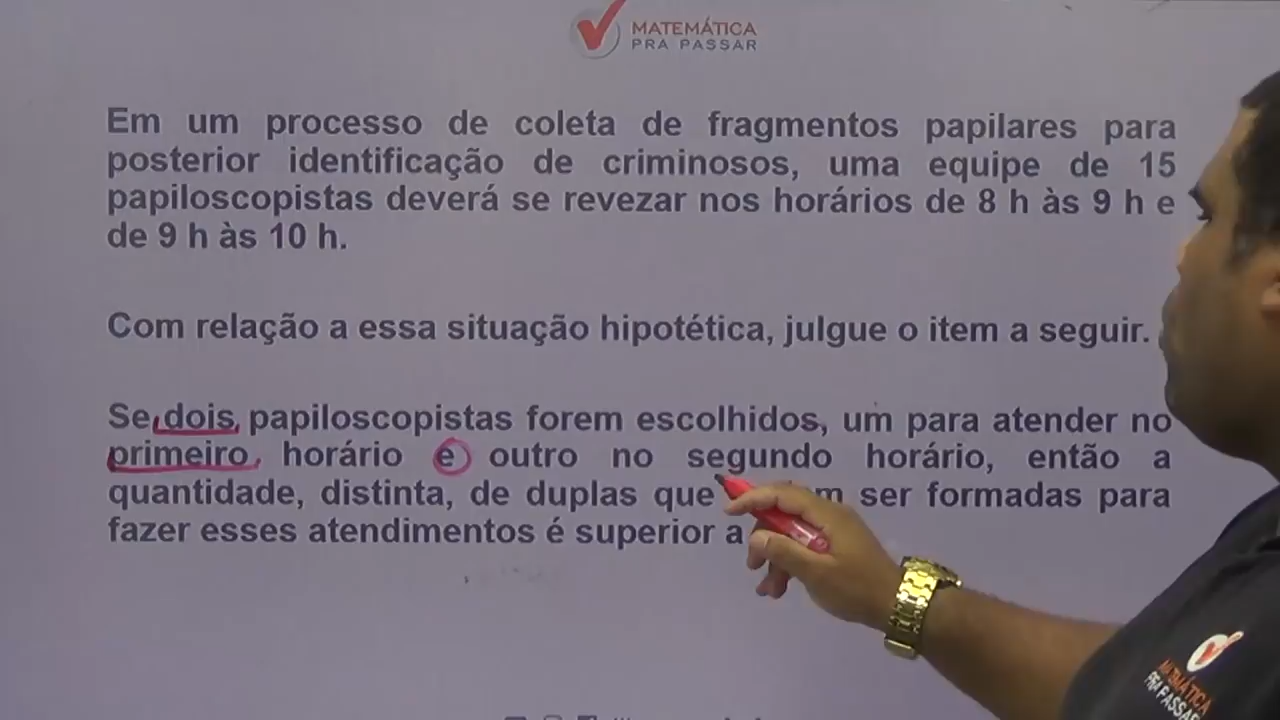 MATEMÁTICA
PRA PASSAR
Em um processo de coleta de fragmentos papilares para
posterior identificação de criminosos, uma equipe de 15
papiloscopistas deverá se revezar nos horários de 8 h às 9 h e
de 9 h às 10 h.
Com relação a essa situação hipotética, julgue o item a seguir.
Se dois papiloscopistas forem escolhidos, um para atender no
primeiro horário e outro no segundo horário, então a
quantidade, distinta, de duplas que ser formadas para
fazer esses atendimentos é superior a
MATEMÁTICA
PRA PASSAR